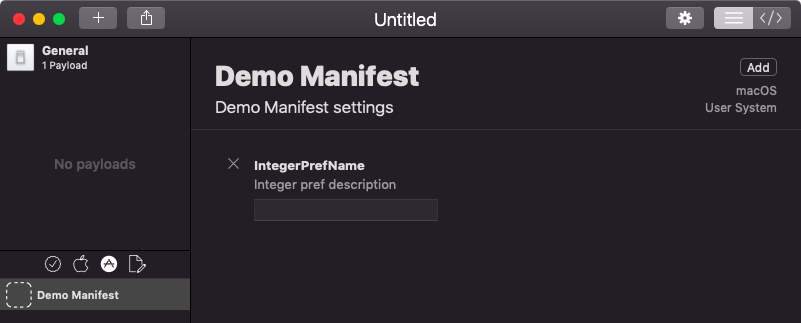 Untitled
General
1 Payload
No payloads
Demo Manifest
Demo Manifest
Add
Demo Manifest settings
macOS
User System
IntegerPrefName
Integer pref description